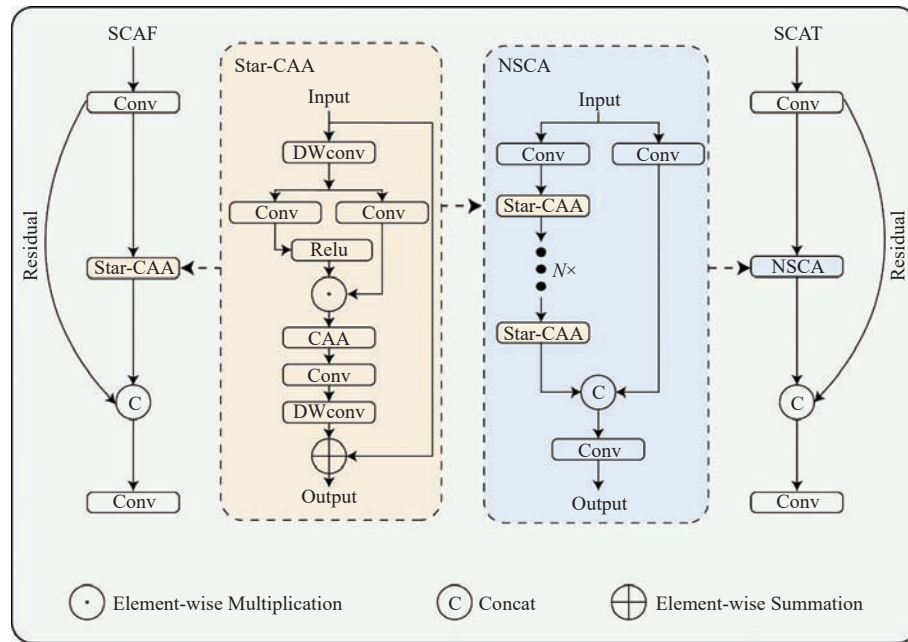 SCAF
Conv
Residual
Star-CAA
C
Conv
Star-CAA
Input
DWconv
Conv
Conv
Relu
CAA
Conv
DWconv
Output
NSCA
Input
Conv
Conv
Star-CAA
N×
Star-CAA
C
Conv
Output
SCAT
Conv
Residual
NSCA
C
Conv
Element-wise Multiplication
C Concat
Element-wise Summation